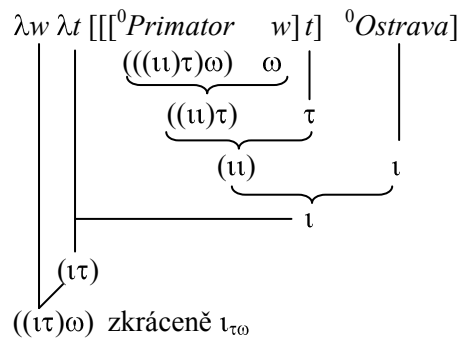 λw λt [[[⁰Primator w] t] ⁰Ostrava]
(((ιι)τ)ω) ω
((ιι)τ) τ
(ιι) ι
ι
(ιτ)
((ιτ)ω) zkráceně ι_τω